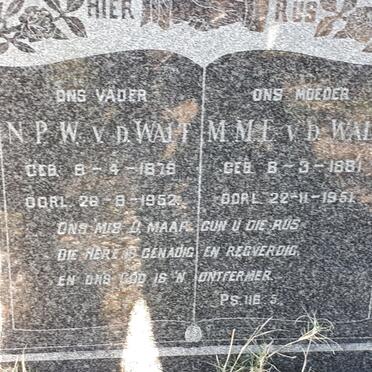 HIER RUS
ONS VADER ONS MOEDER
N. P. W. v. D. WALT M. M. E. v. D. WAL
GEB. 8-4-1879 GEB. 8-3-1881
OORL. 28-8-1952. OORL. 22-11-1951.
ONS MIS U, MAAR GUN U DIE RUS
DIE HERE IS GENADIG EN REGVERDIG,
EN ONS GOD IS 'N ONTFERMER.
PS. 116. 5.